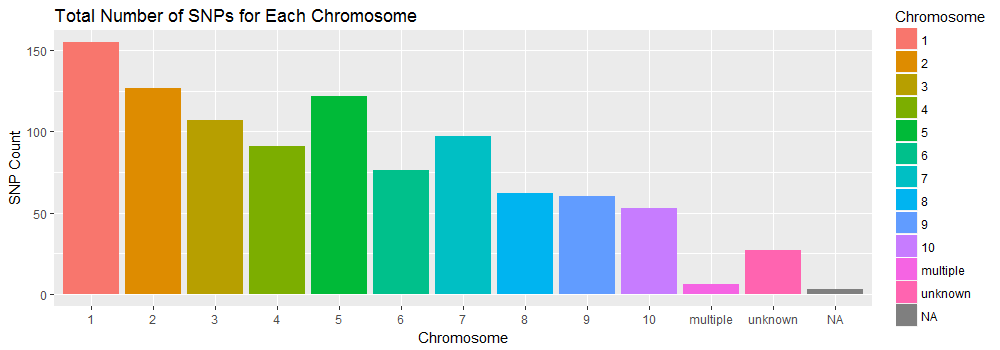 Total Number of SNPs for Each Chromosome
SNP Count
150
100
50
0
1 2 3 4 5 6 7 8 9 10 multiple unknown NA
Chromosome
Chromosome
1
2
3
4
5
6
7
8
9
10
multiple
unknown
NA